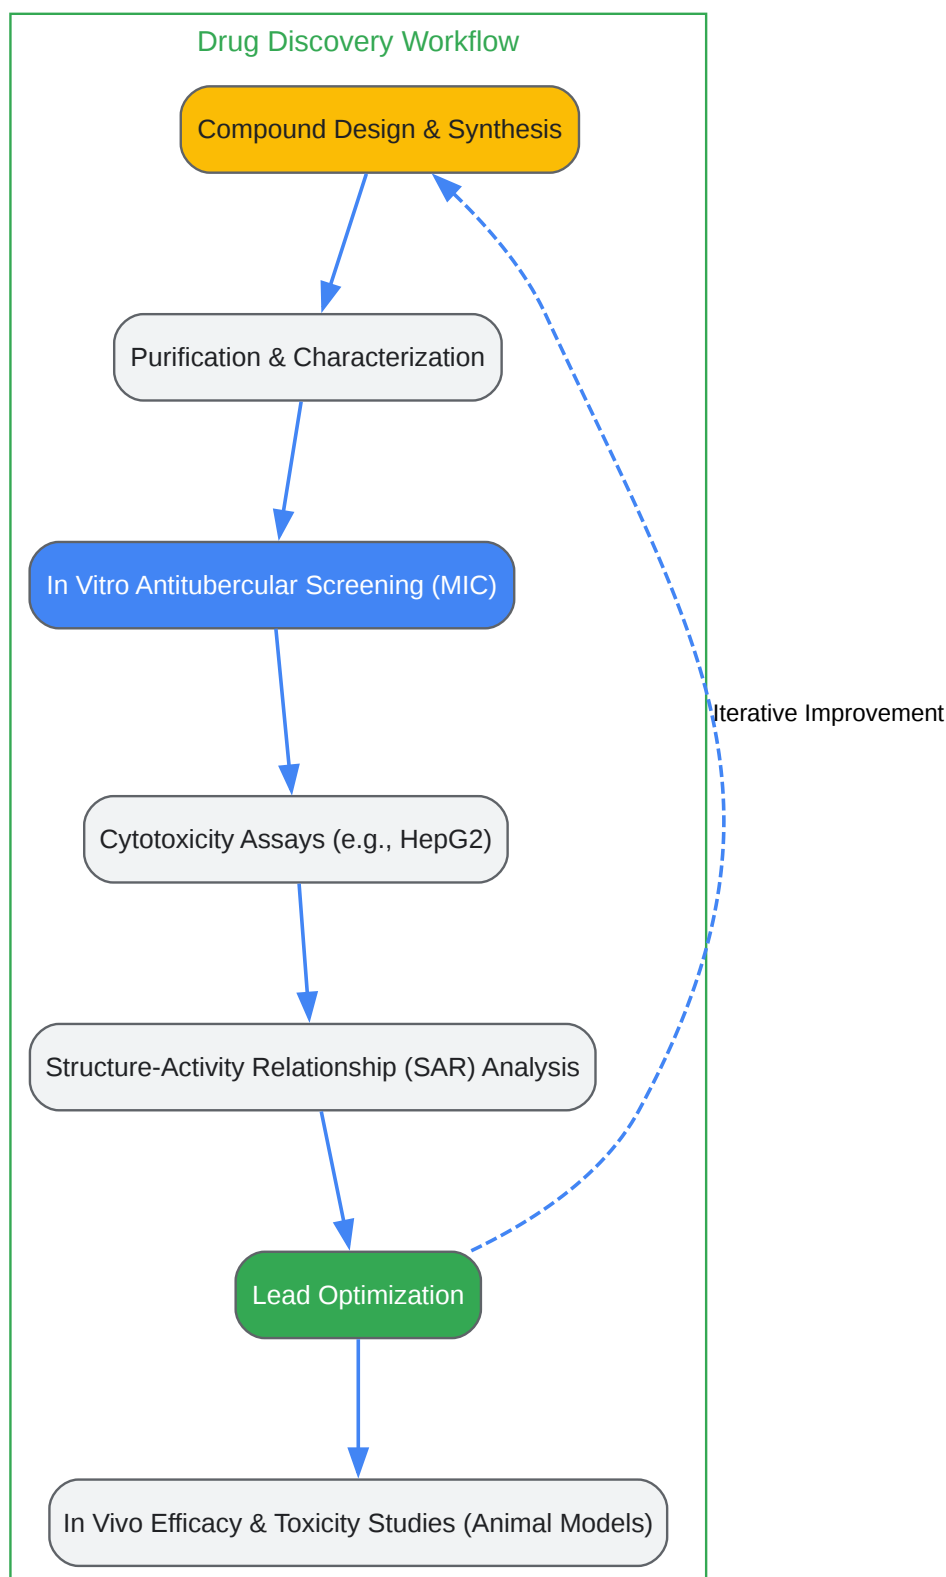 Drug Discovery Workflow
Compound Design & Synthesis
Purification & Characterization
In Vitro Antitubercular Screening (MIC)
Iterative Improvement
Cytotoxicity Assays (e.g., HepG2)
Structure-Activity Relationship (SAR) Analysis
Lead Optimization
In Vivo Efficacy & Toxicity Studies (Animal Models)